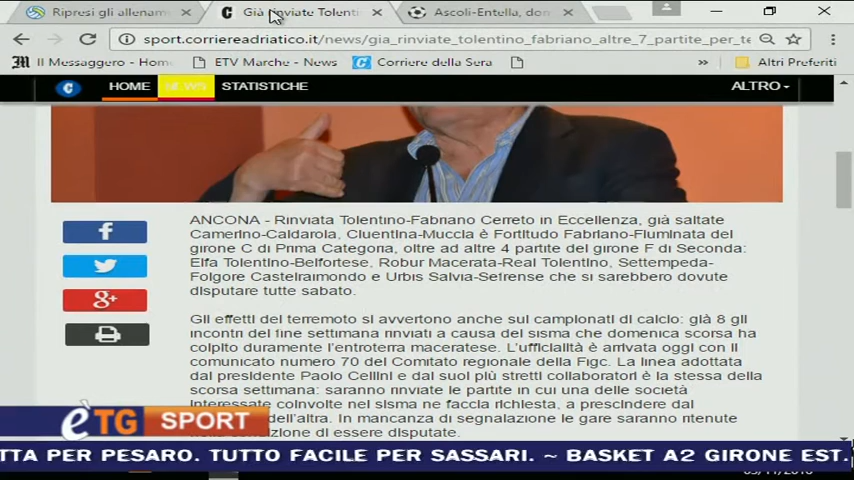 Ripresi gli allenam
Già rinviate Tolentin
Ascoli-Entella, dom
sport.corriereadriatico.it/news/gia_rinviate_tolentino_fabriano_altre_7_partite_per_te
Il Messaggero - Home
ETV Marche - News
Corriere della Sera
»
Altri Preferiti
HOME
NEWS
STATISTICHE
ALTRO
ANCONA - Rinviata Tolentino-Fabriano Cerreto in Eccellenza, già saltate
Camerino-Caldarola, Cluentina-Muccia è Fortitudo Fabriano-Fiuminata del
girone C di Prima Categoria, oltre ad altre 4 partite del girone F di Seconda:
Elfa Tolentino-Belfortese, Robur Macerata-Real Tolentino, Settempeda-
Folgore Castelraimondo e Urbis Salvia-Sefrense che si sarebbero dovute
disputare tutte sabato.
Gli effetti del terremoto si avvertono anche sui campionati di calcio: già 8 gli
incontri del fine settimana rinviati a causa del sisma che domenica scorsa ha
colpito duramente l'entroterra maceratese. L'ufficialità è arrivata oggi con il
comunicato numero 70 del Comitato regionale della Figc. La linea adottata
dal presidente Paolo Cellini e dai suoi più stretti collaboratori è la stessa della
scorsa settimana: saranno rinviate le partite in cui una delle società
interessate coinvolte nel sisma ne faccia richiesta, a prescindere dal
dell'altra. In mancanza di segnalazione le gare saranno ritenute
condizione di essere disputate.
è TG SPORT
TTA PER PESARO. TUTTO FACILE PER SASSARI. ~ BASKET A2 GIRONE EST.